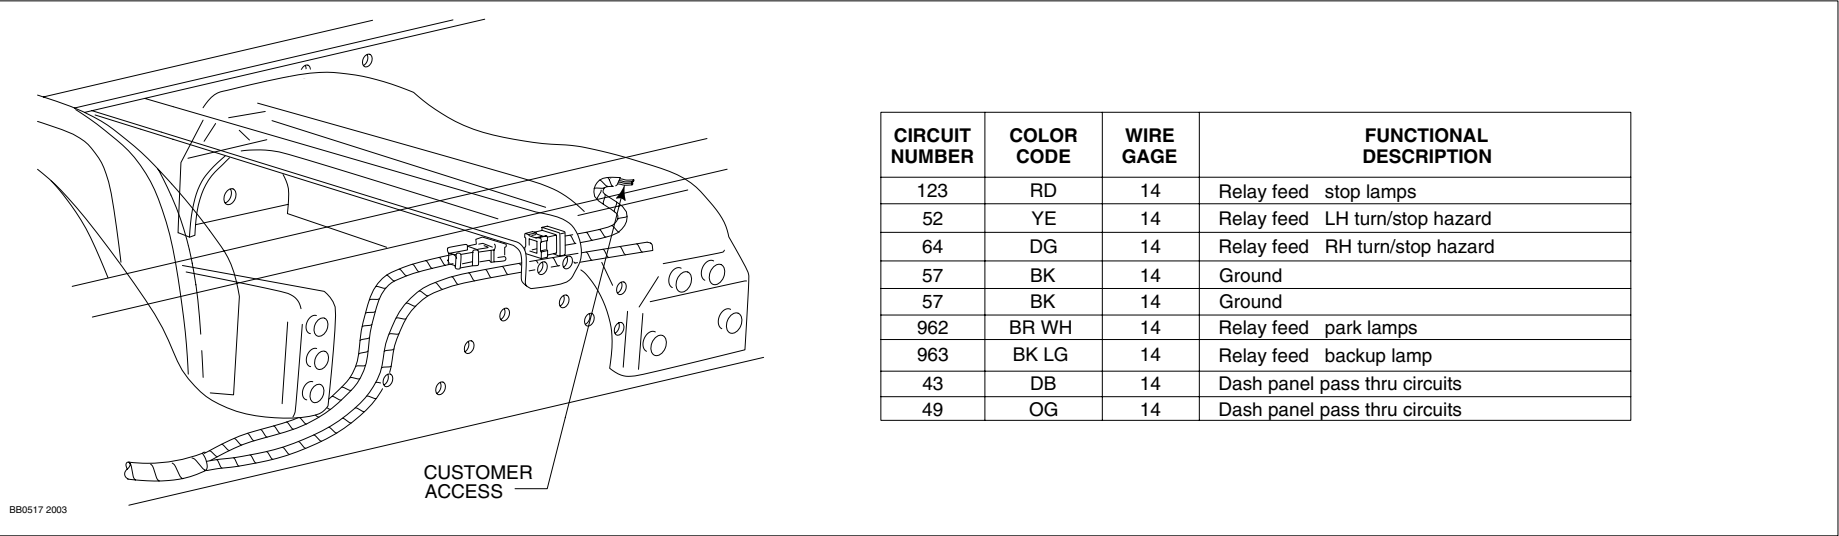 CUSTOMER
ACCESS
BB0517 2003
CIRCUIT NUMBER COLOR CODE WIRE GAGE FUNCTIONAL DESCRIPTION
123 RD 14 Relay feed stop lamps
52 YE 14 Relay feed LH turn/stop hazard
64 DG 14 Relay feed RH turn/stop hazard
57 BK 14 Ground
57 BK 14 Ground
962 BR WH 14 Relay feed park lamps
963 BK LG 14 Relay feed backup lamp
43 DB 14 Dash panel pass thru circuits
49 OG 14 Dash panel pass thru circuits